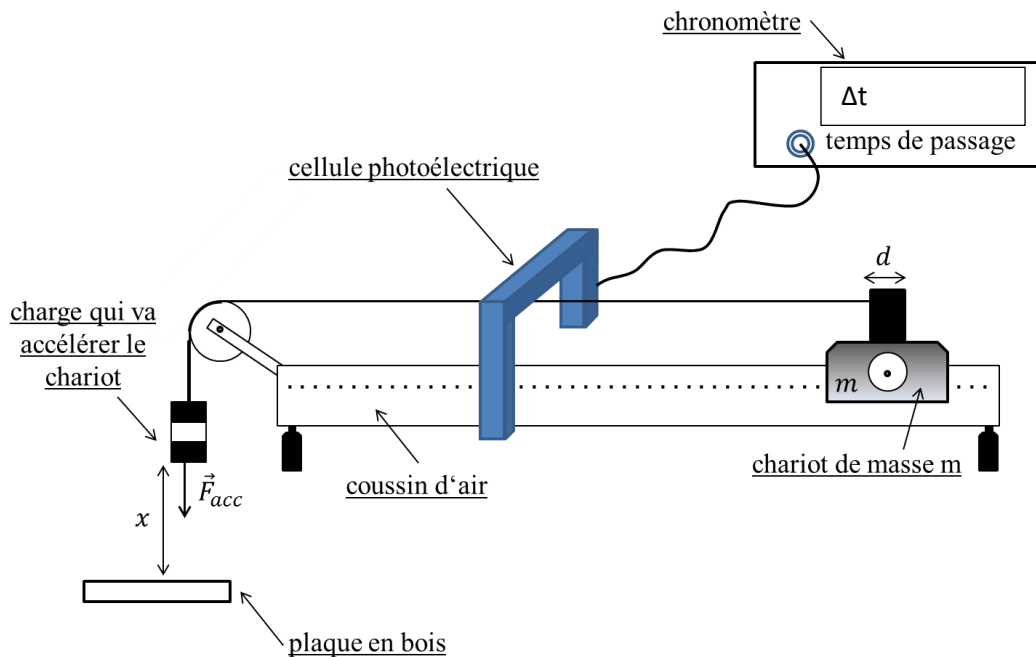 chronomètre
Δt
temps de passage
cellule photoélectrique
d
charge qui va
accélérer le
chariot
m
chariot de masse m
coussin d‘air
F⃗acc
x
plaque en bois